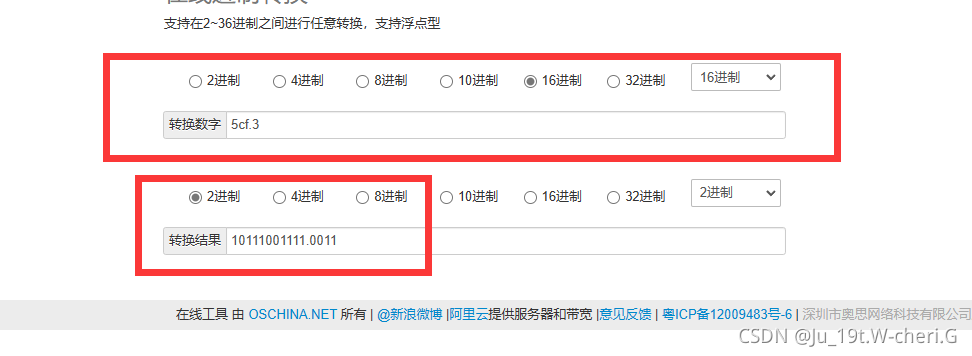 支持在2~36进制之间进行任意转换，支持浮点型
2进制 4进制 8进制 10进制 16进制 32进制 16进制
转换数字 5cf.3
2进制 4进制 8进制 10进制 16进制 32进制 2进制
转换结果 10111001111.0011
在线工具 由 OSCHINA.NET 所有 | @新浪微博 |阿里云提供服务器和带宽 |意见反馈 | 粤ICP备12009483号-6 | 深圳市奥思网络科技有限公司
CSDN @Ju_19t.W-cheri.G